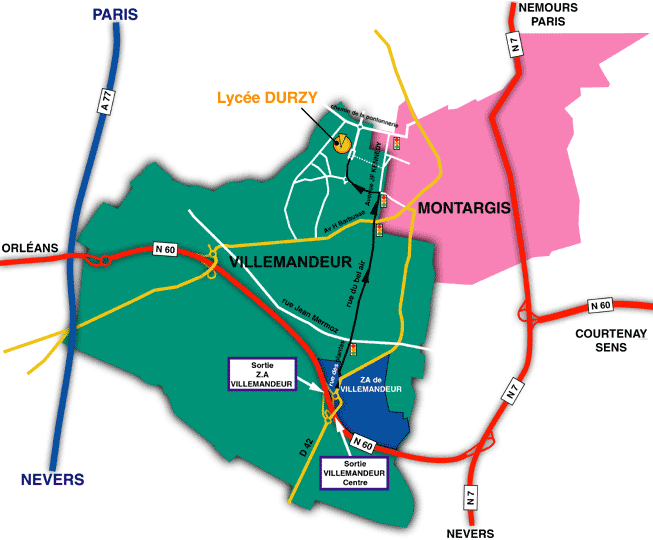 PARIS
NEMOURS
PARIS
N 7
A 77
Lycée DURZY
chemin de la pontonnerie
Avenue JF KENNEDY
MONTARGIS
Av H Barbusse
ORLÉANS
N 60
VILLEMANDEUR
rue du bel air
rue Jean Mermoz
N 60
COURTENAY
SENS
rue des
Sortie
Z.A
VILLEMANDEUR
ZA de
VILLEMANDEUR
N 7
D 42
N 60
Sortie
VILLEMANDEUR
Centre
NEVERS
N 7
NEVERS